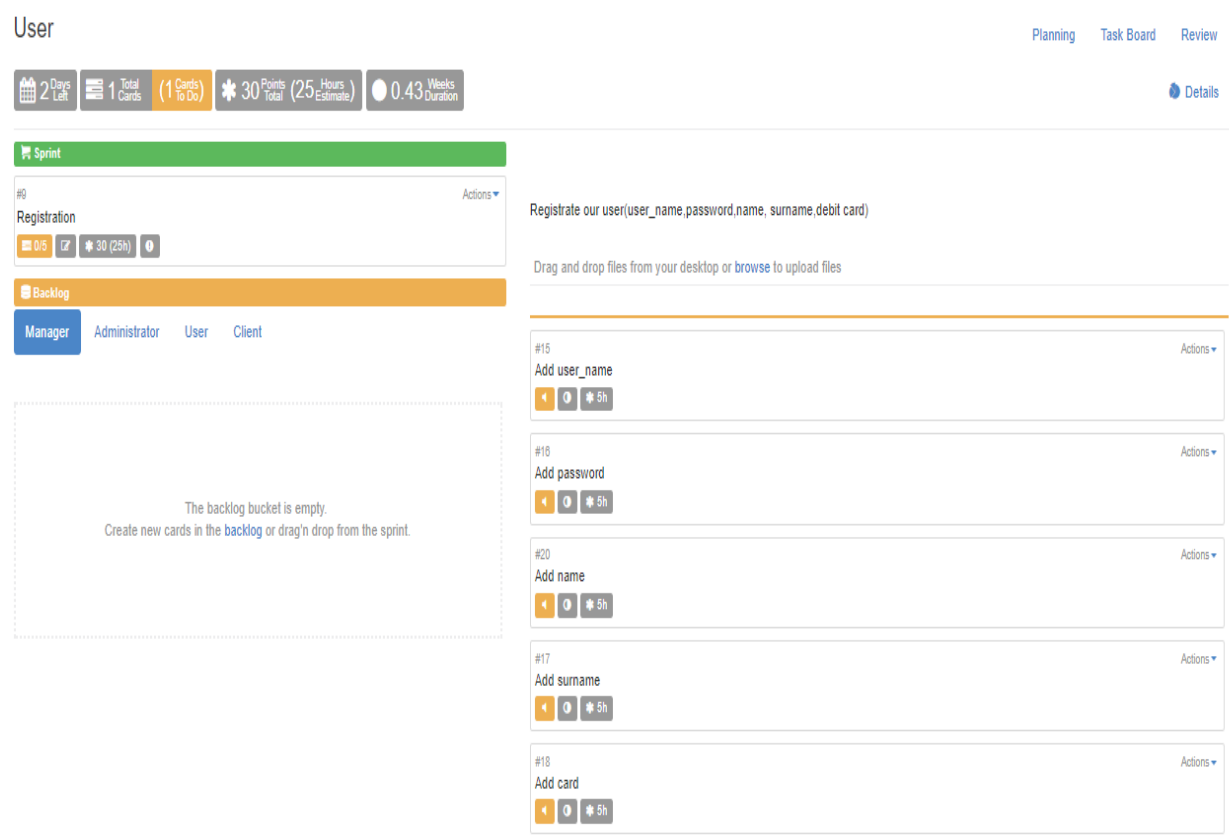 User
Planning Task Board Review
2 Days Left 1 Total Cards (1 Cards To Do) 30 Points Total (25 Hours Estimate) 0.43 Weeks Duration
Details
Sprint
#9 Actions
Registration
0/5 30 (25h)
Backlog
Manager Administrator User Client
The backlog bucket is empty.
Create new cards in the backlog or drag'n drop from the sprint.
Registrate our user(user_name,password,name, surname,debit card)
Drag and drop files from your desktop or browse to upload files
#15 Actions
Add user_name
5h
#16 Actions
Add password
5h
#20 Actions
Add name
5h
#17 Actions
Add surname
5h
#18 Actions
Add card
5h